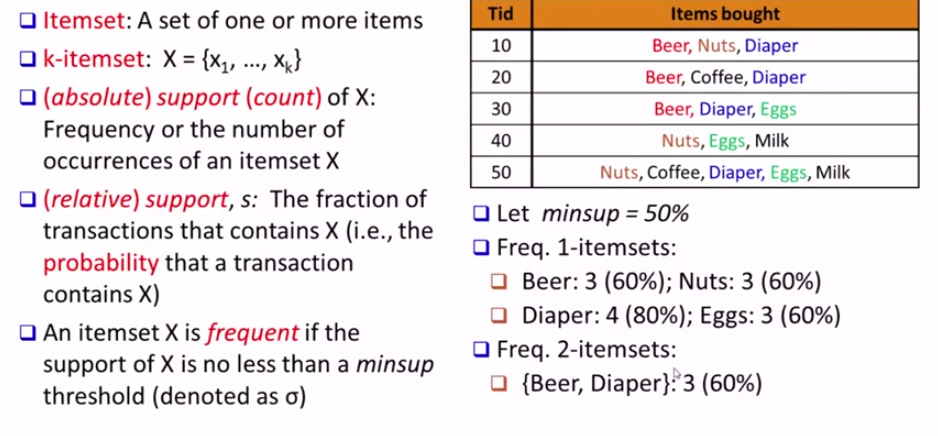 Itemset: A set of one or more items
k-itemset: X = {x₁, ..., xₖ}
(absolute) support (count) of X:
Frequency or the number of
occurrences of an itemset X
(relative) support, s: The fraction of
transactions that contains X (i.e., the
probability that a transaction
contains X)
An itemset X is frequent if the
support of X is no less than a minsup
threshold (denoted as σ)
Tid Items bought
10 Beer, Nuts, Diaper
20 Beer, Coffee, Diaper
30 Beer, Diaper, Eggs
40 Nuts, Eggs, Milk
50 Nuts, Coffee, Diaper, Eggs, Milk
Let minsup = 50%
Freq. 1-itemsets:
Beer: 3 (60%); Nuts: 3 (60%)
Diaper: 4 (80%); Eggs: 3 (60%)
Freq. 2-itemsets:
{Beer, Diaper}: 3 (60%)